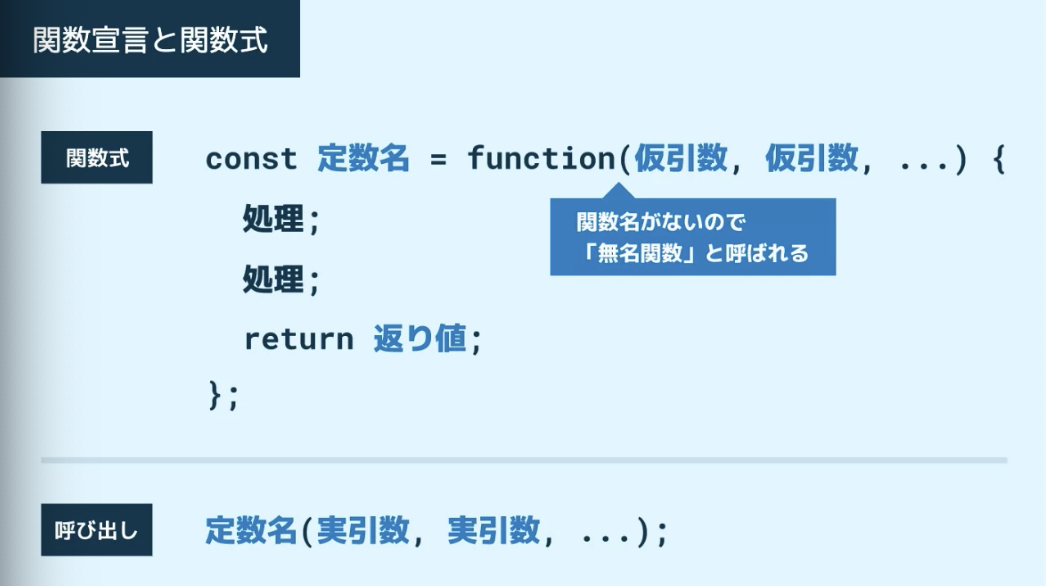 関数宣言と関数式
関数式
const 定数名 = function(仮引数, 仮引数, ...) {
関数名がないので
「無名関数」と呼ばれる
処理;
処理;
return 返り値;
};
呼び出し
定数名(実引数, 実引数, ...);